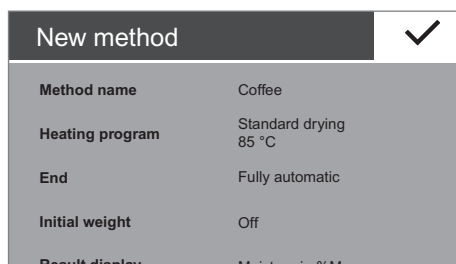 New method
Method name Coffee
Heating program Standard drying
85 °C
End Fully automatic
Initial weight Off